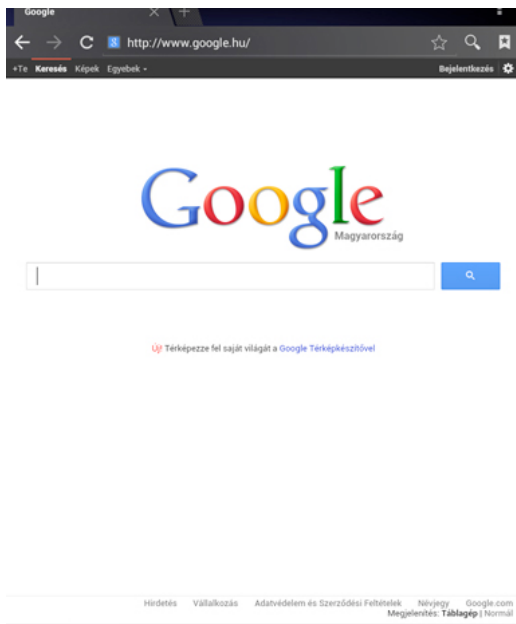 Google
http://www.google.hu/
+Te Keresés Képek Egyebek Bejelentkezés
Google
Magyarország
Új! Térképezze fel saját világát a Google Térképkészítővel
Hirdetés Vállalkozás Adatvédelem és Szerződési Feltételek Névjegy Google.com
Megjelenítés: Táblagép | Normál